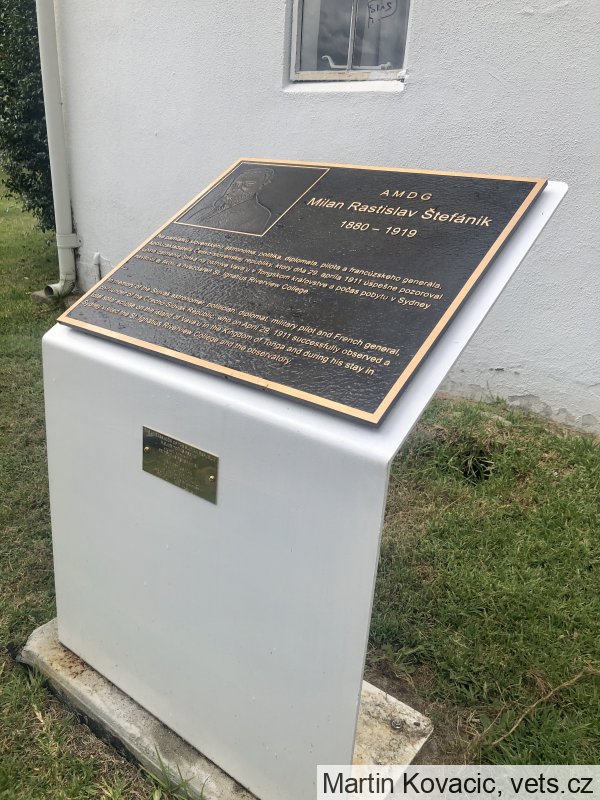 AMDG
Milan Rastislav Štefánik
1880 – 1919
pamiatku slovenského astronóma, politika, diplomata, pilota a francúzskeho generála,
spoluzakladateľa Československej republiky, ktorý dňa 29. apríla 1911 úspešne pozoroval
zatmenie Slnka na ostrove Vavaʻu v Tongskom kráľovstve a počas pobytu v Sydney
navštívil aj školu a hvezdáreň St. Ignatius Riverview College.
In memory of the Slovak astronomer, politician, diplomat, military pilot and French general,
co-founder of the Czechoslovak Republic, who on April 29, 1911 successfully observed a
total solar eclipse on the island of Vavaʻu in the Kingdom of Tonga and during his stay in
Sydney visited the St Ignatius Riverview College and the observatory.
Martin Kovacic, vets.cz